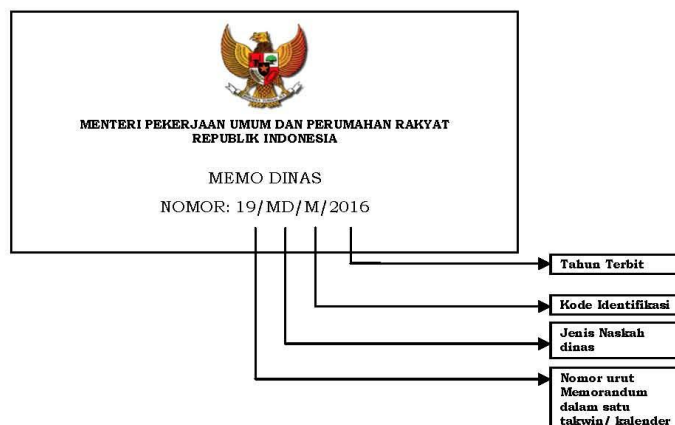 MENTERI PEKERJAAN UMUM DAN PERUMAHAN RAKYAT
REPUBLIK INDONESIA
MEMO DINAS
NOMOR: 19/MD/M/2016
Tahun Terbit
Kode Identifikasi
Jenis Naskah
dinas
Nomor urut
Memorandum
dalam satu
takwin/ kalender